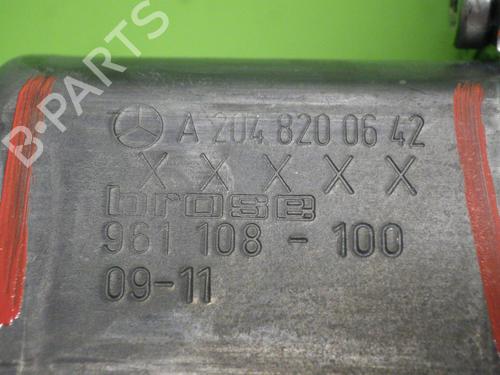 A 204 820 06 42
X X X X X
brose
961 108 - 100
09-11
B-PARTS